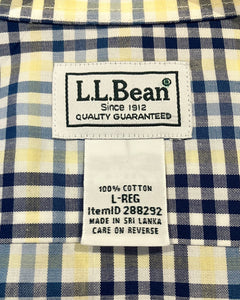 L.L.Bean®
Since 1912
QUALITY GUARANTEED
100% COTTON
L-REG
ItemID 288292
MADE IN SRI LANKA
CARE ON REVERSE